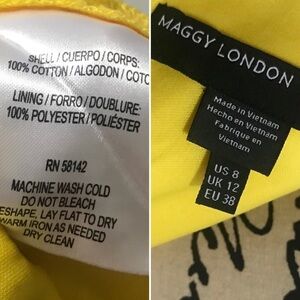 SHELL / CUERPO / CORPS:
100% COTTON / ALGODON / COTO
LINING / FORRO / DOUBLURE:
100% POLYESTER / POLIÉSTER
RN 58142
MACHINE WASH COLD
DO NOT BLEACH
RESHAPE, LAY FLAT TO DRY
WARM IRON AS NEEDED
DRY CLEAN
MAGGY LONDON
Made in Vietnam
Hecho en Vietnam
Fabrique en
Vietnam
US 8
UK 12
EU 38